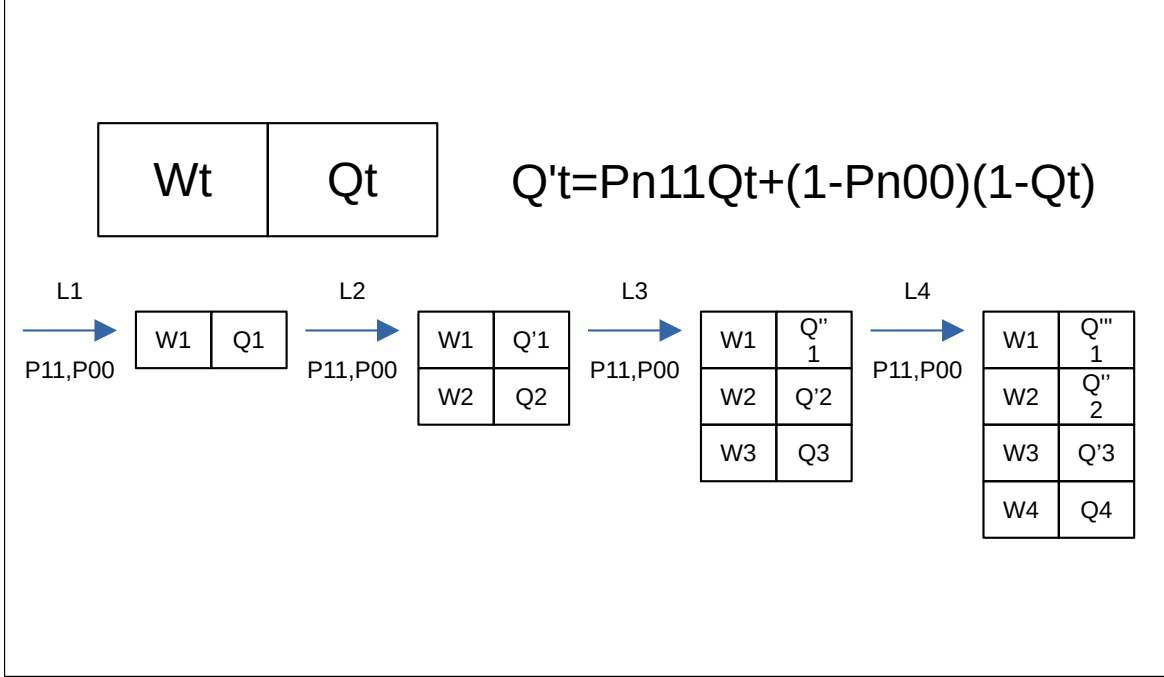 Wt Qt Q't=Pn11Qt+(1-Pn00)(1-Qt)
L1 L2 L3 L4
W1 Q1 W1 Q’1 W1 Q'’ 1 W1 Q''' 1
P11,P00 P11,P00 P11,P00 P11,P00
W2 Q2 W2 Q’2 W2 Q'’ 2
W3 Q3 W3 Q’3
W4 Q4